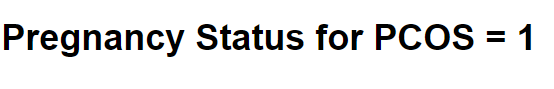 Pregnancy Status for PCOS = 1